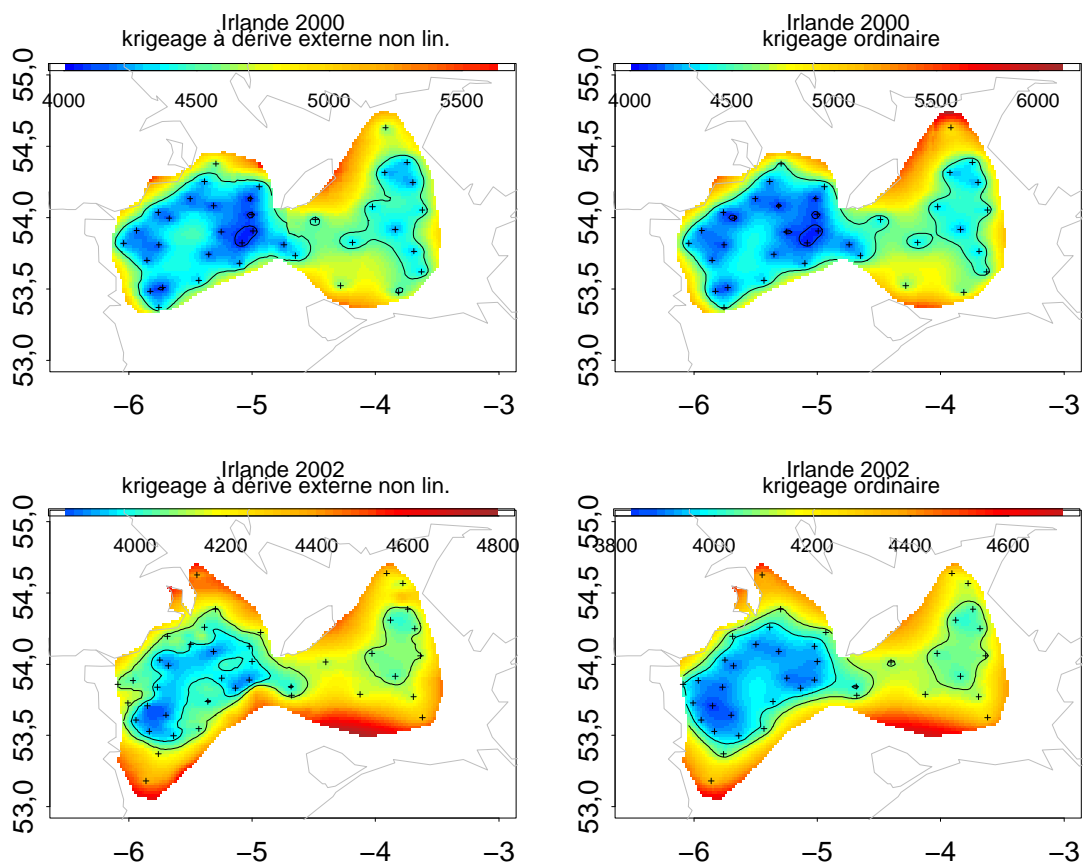 Irlande 2000
krigeage à dérive externe non lin.
4000 4500 5000 5500
55,0
54,5
54,0
53,5
53,0
−6 −5 −4 −3
Irlande 2000
krigeage ordinaire
4000 4500 5000 5500 6000
55,0
54,5
54,0
53,5
53,0
−6 −5 −4 −3
Irlande 2002
krigeage à dérive externe non lin.
4000 4200 4400 4600 4800
55,0
54,5
54,0
53,5
53,0
−6 −5 −4 −3
Irlande 2002
krigeage ordinaire
3800 4000 4200 4400 4600
55,0
54,5
54,0
53,5
53,0
−6 −5 −4 −3